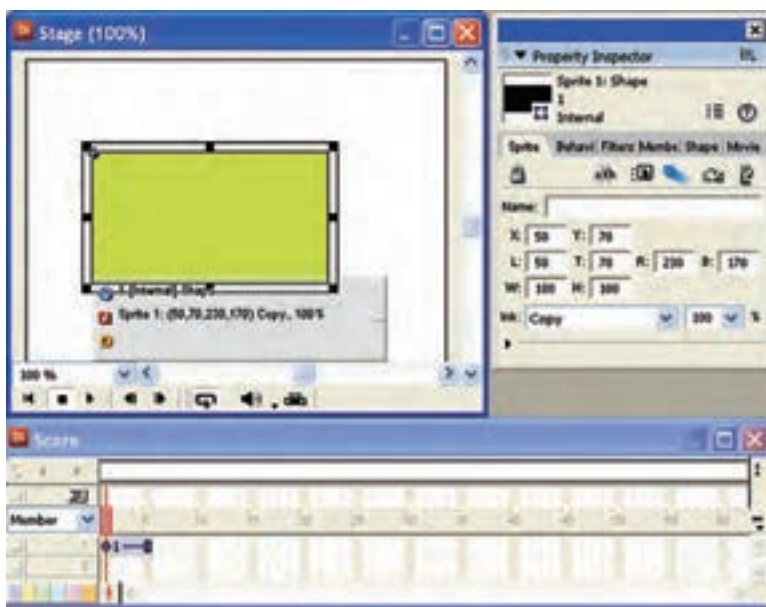 Stage (100%)
1 [Internal] Shape
Sprite 1: (50,70,230,170) Copy, 100%
100 %
Property Inspector
Sprite 1: Shape
1
Internal
Sprite Behavi Filters Membe Shape Movie
Name:
X: 50 Y: 70
L: 50 T: 70 R: 230 B: 170
W: 180 H: 100
Ink: Copy 100 %
Score
Member
1